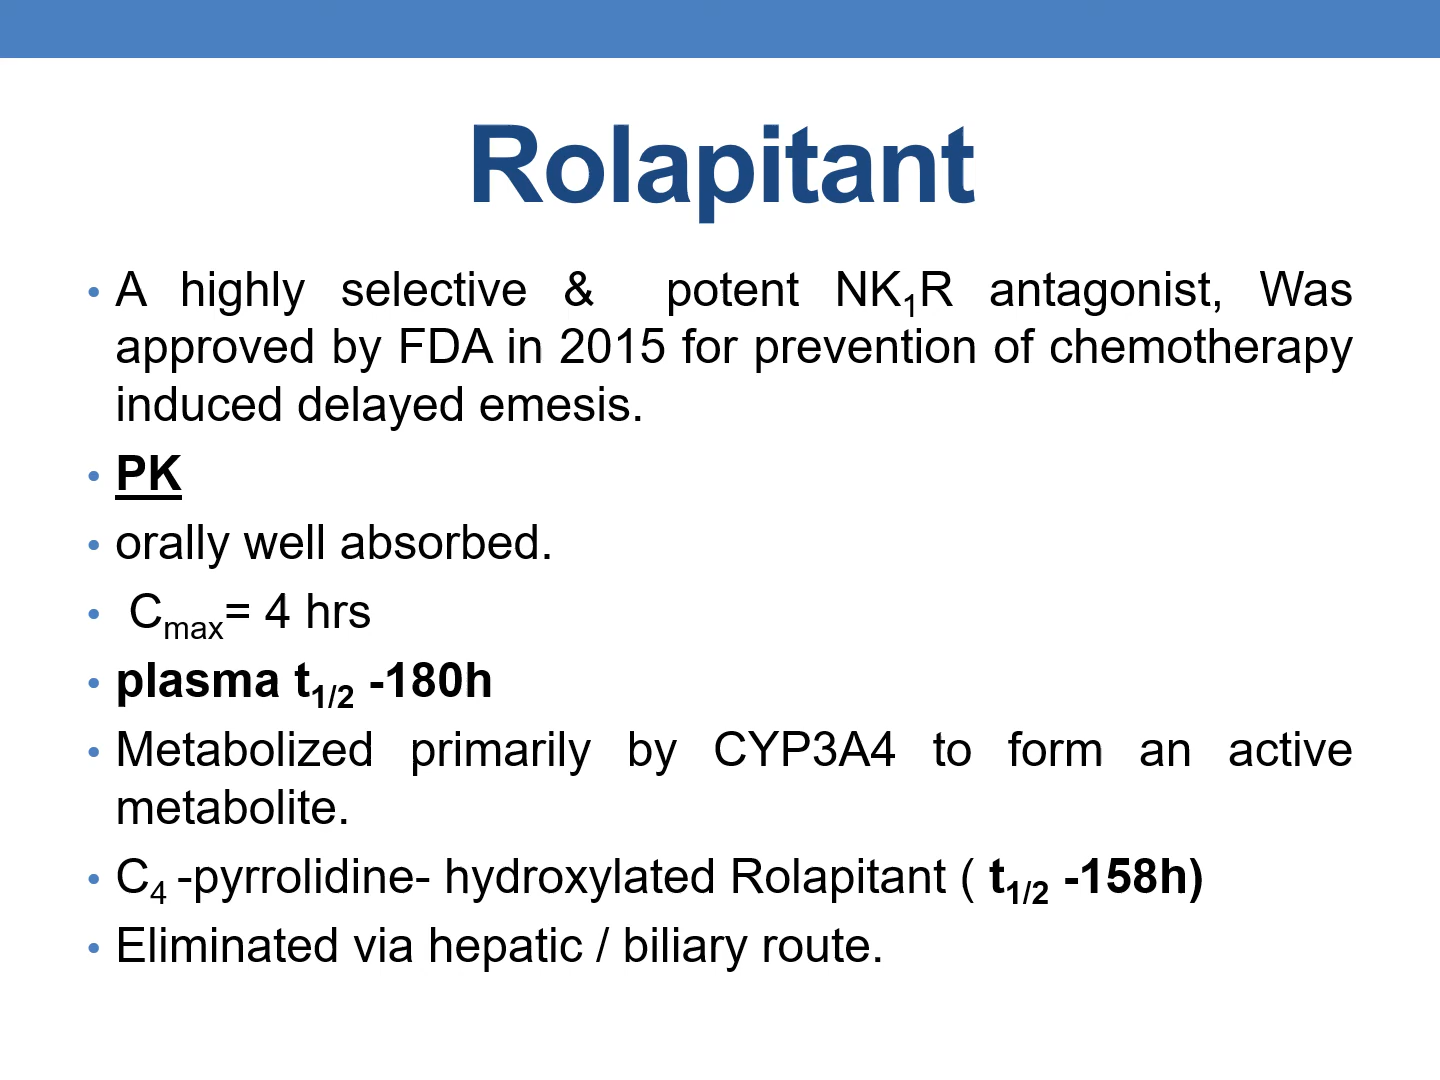 Rolapitant
• A highly selective & potent NK₁R antagonist, Was
approved by FDA in 2015 for prevention of chemotherapy
induced delayed emesis.
• PK
• orally well absorbed.
• Cmax= 4 hrs
• plasma t1/2 -180h
• Metabolized primarily by CYP3A4 to form an active
metabolite.
• C₄ -pyrrolidine- hydroxylated Rolapitant ( t1/2 -158h)
• Eliminated via hepatic / biliary route.